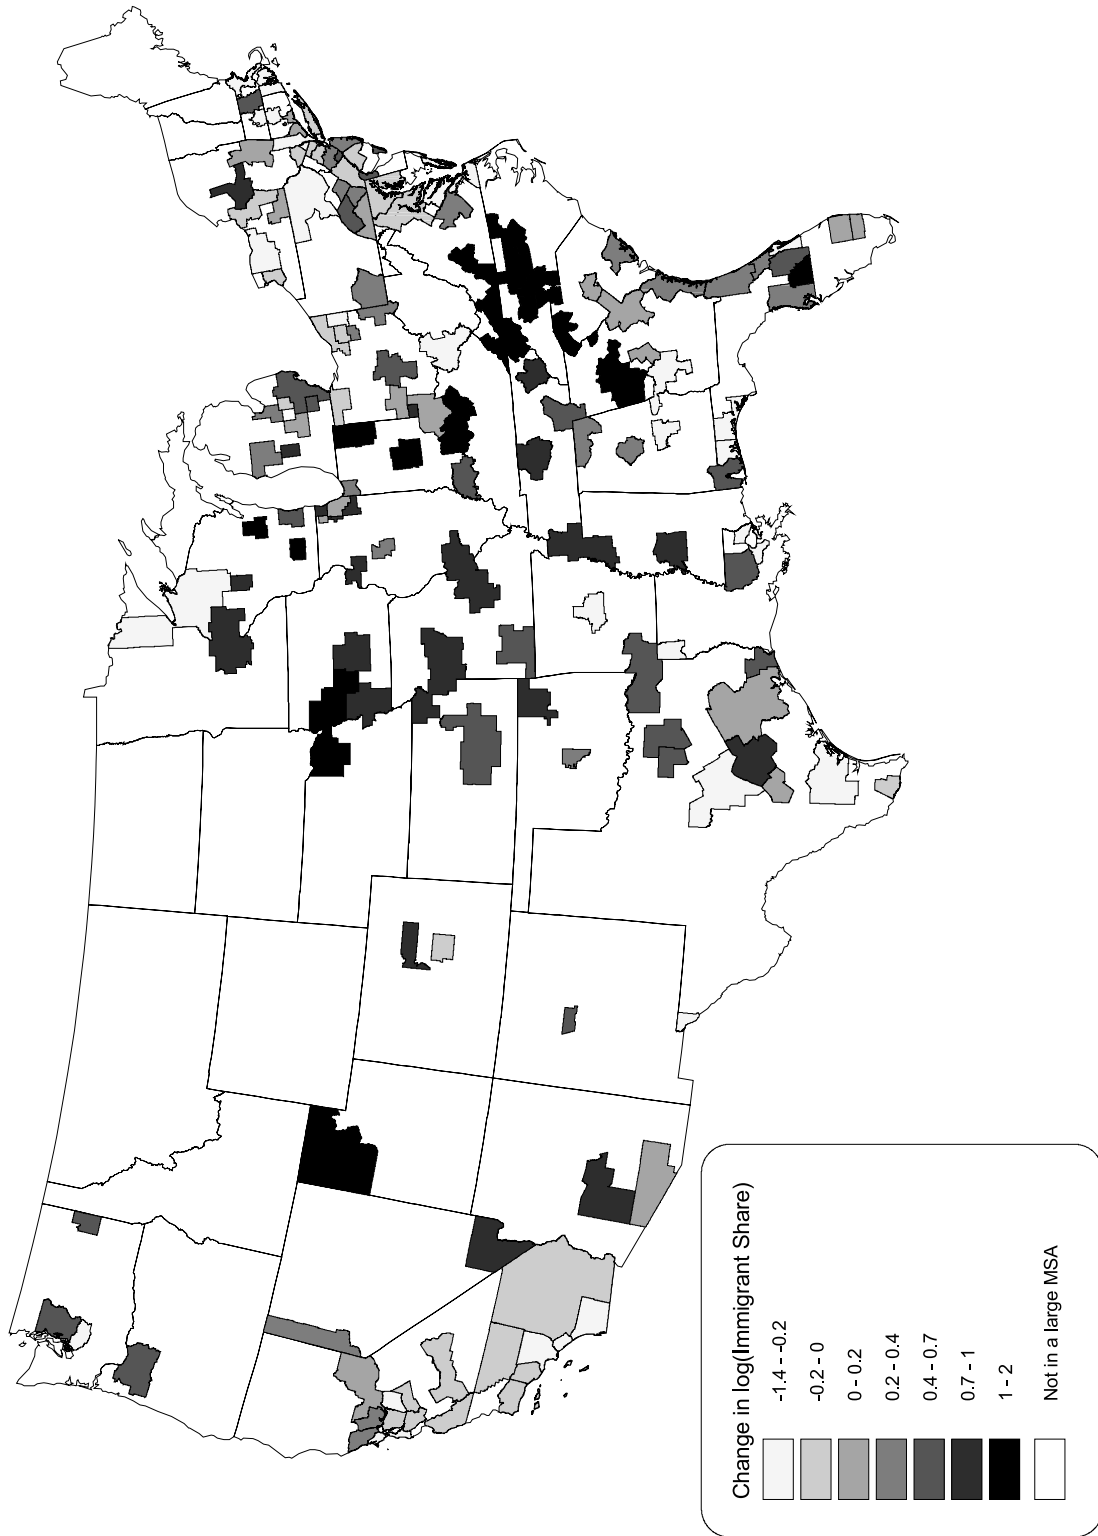 Change in log(Immigrant Share)
-1.4 - -0.2
-0.2 - 0
0 - 0.2
0.2 - 0.4
0.4 - 0.7
0.7 - 1
1 - 2
Not in a large MSA